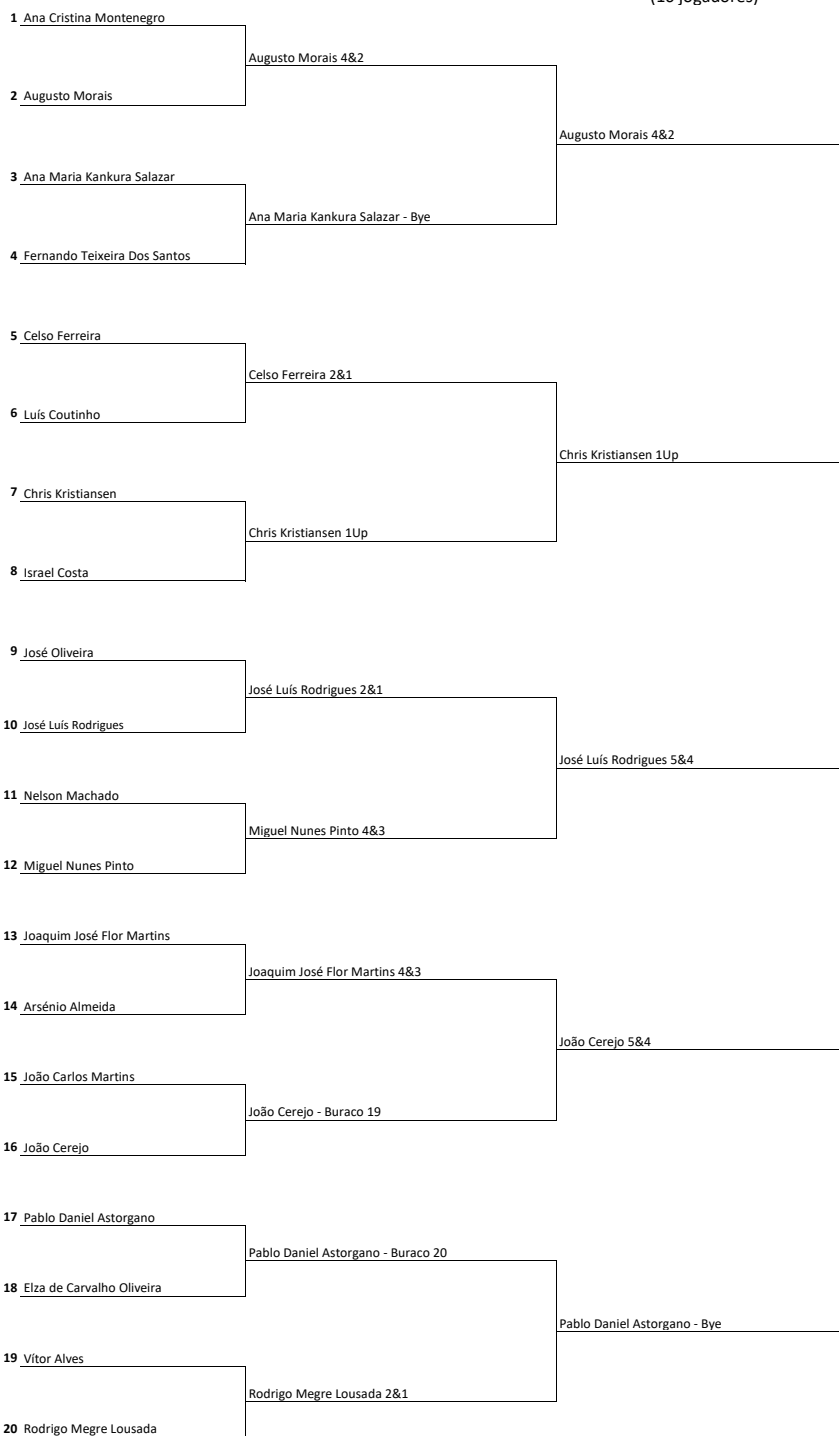 (16 jogadores)
1 Ana Cristina Montenegro
Augusto Morais 4&2
2 Augusto Morais
Augusto Morais 4&2
3 Ana Maria Kankura Salazar
Ana Maria Kankura Salazar - Bye
4 Fernando Teixeira Dos Santos
5 Celso Ferreira
Celso Ferreira 2&1
6 Luís Coutinho
Chris Kristiansen 1Up
7 Chris Kristiansen
Chris Kristiansen 1Up
8 Israel Costa
9 José Oliveira
José Luís Rodrigues 2&1
10 José Luís Rodrigues
José Luís Rodrigues 5&4
11 Nelson Machado
Miguel Nunes Pinto 4&3
12 Miguel Nunes Pinto
13 Joaquim José Flor Martins
Joaquim José Flor Martins 4&3
14 Arsénio Almeida
João Cerejo 5&4
15 João Carlos Martins
João Cerejo - Buraco 19
16 João Cerejo
17 Pablo Daniel Astorgano
Pablo Daniel Astorgano - Buraco 20
18 Elza de Carvalho Oliveira
Pablo Daniel Astorgano - Bye
19 Vítor Alves
Rodrigo Megre Lousada 2&1
20 Rodrigo Megre Lousada